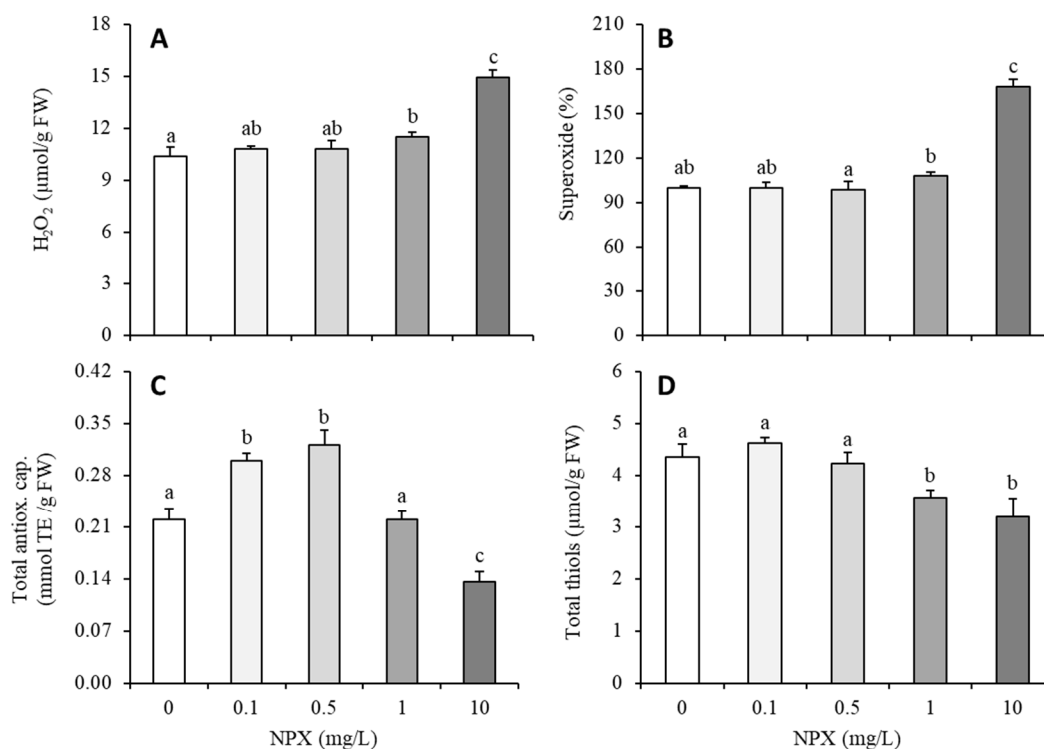 A
H₂O₂ (μmol/g FW)
18
15
12
9
6
3
0
a
ab
ab
b
c
B
Superoxide (%)
210
180
150
120
90
60
30
0
ab
ab
a
b
c
C
Total antiox. cap.
(mmol TE /g FW)
0.42
0.35
0.28
0.21
0.14
0.07
0.00
a
b
b
a
c
0 0.1 0.5 1 10
NPX (mg/L)
D
Total thiols (μmol/g FW)
6
5
4
3
2
1
0
a
a
a
b
b
0 0.1 0.5 1 10
NPX (mg/L)